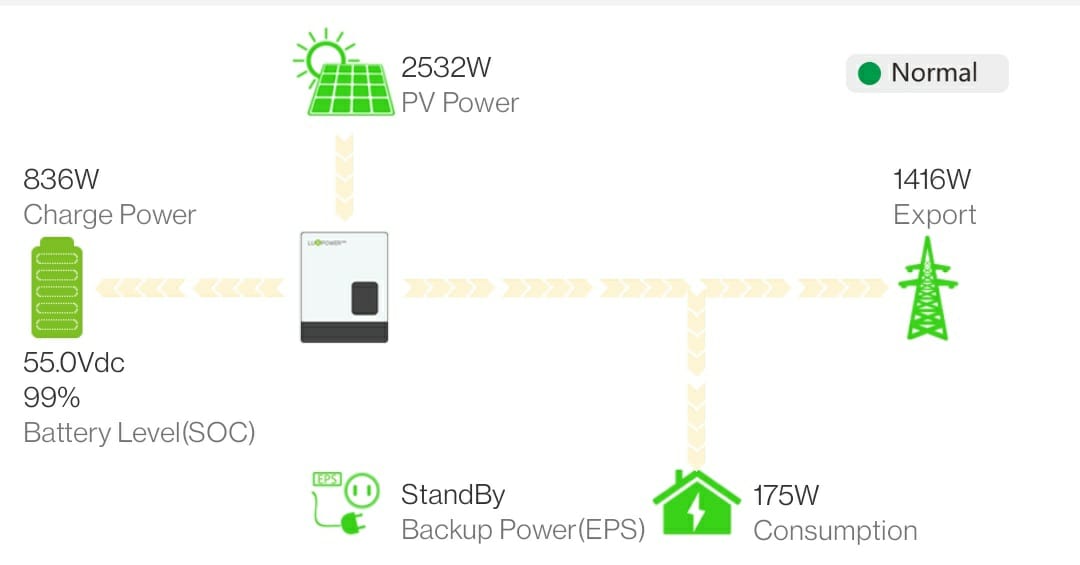 2532W
PV Power
Normal
836W
Charge Power
1416W
Export
LUXPOWER™
55.0Vdc
99%
Battery Level(SOC)
EPS
StandBy
Backup Power(EPS)
175W
Consumption